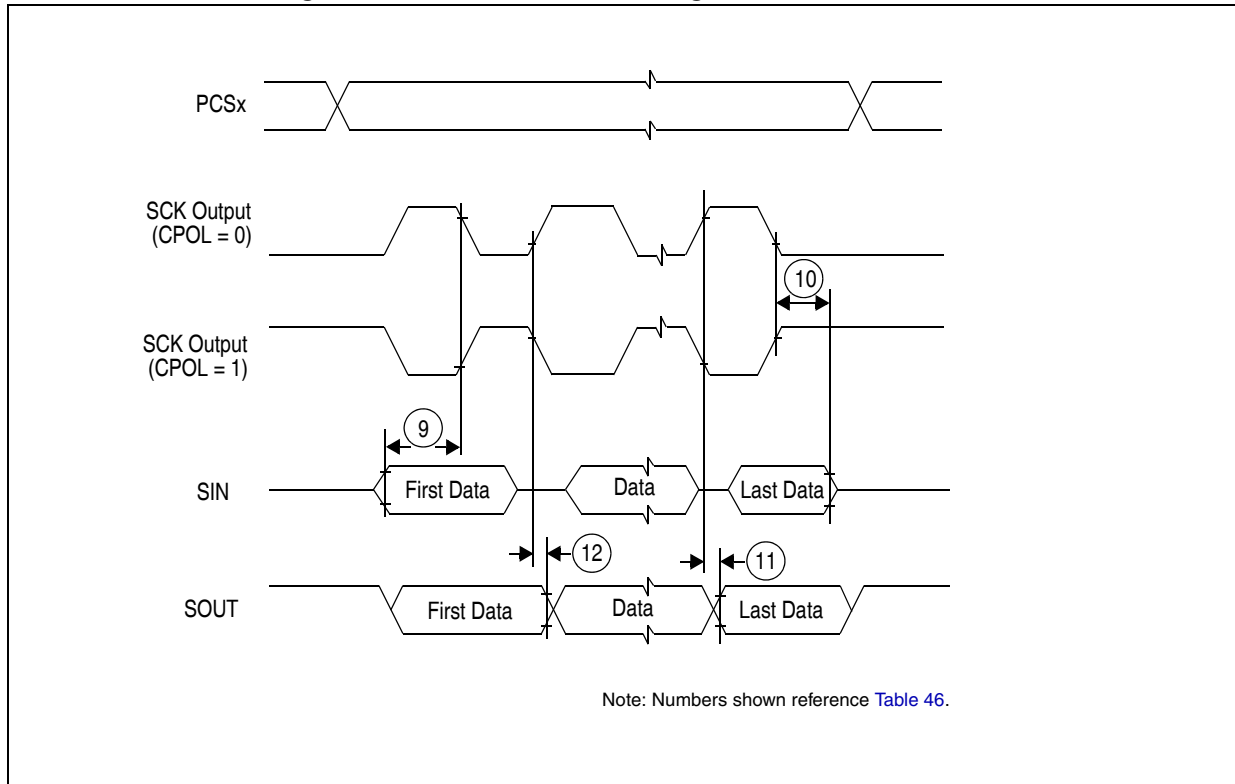 PCSx
SCK Output
(CPOL = 0)
10
SCK Output
(CPOL = 1)
9
SIN
First Data
Data
Last Data
12
11
SOUT
First Data
Data
Last Data
Note: Numbers shown reference Table 46.